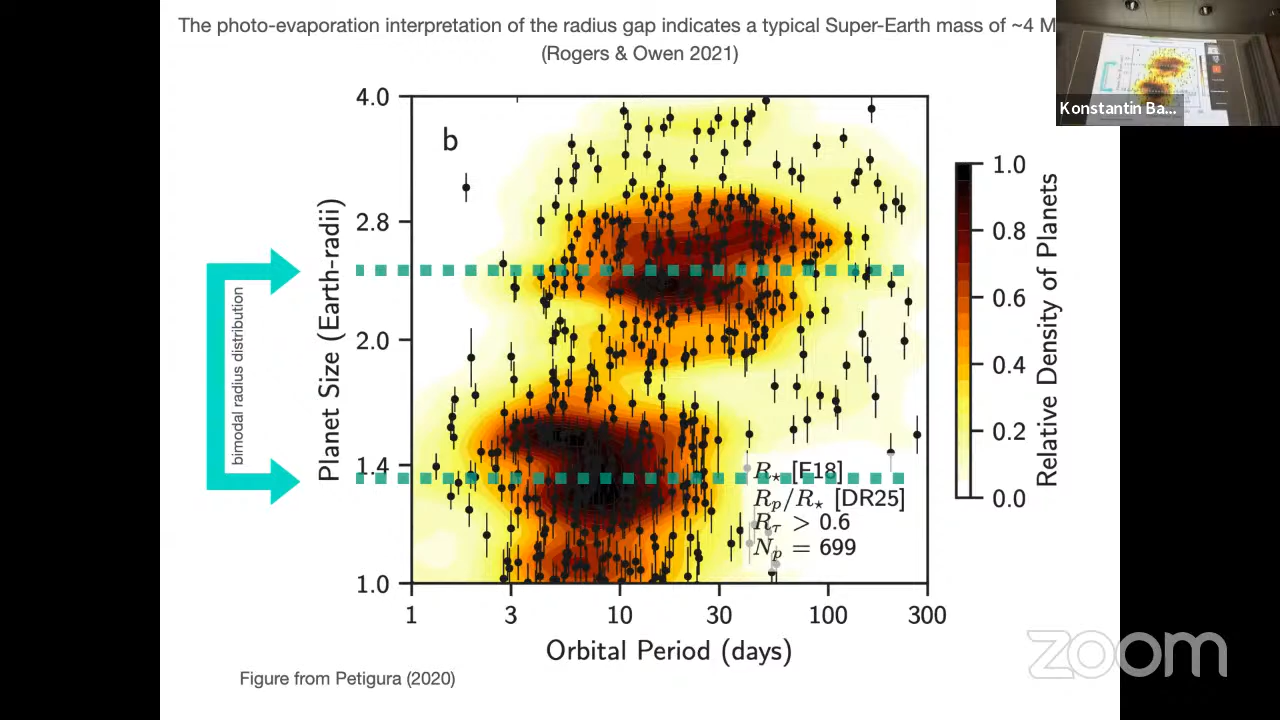 The photo-evaporation interpretation of the radius gap indicates a typical Super-Earth mass of ~4 M
(Rogers & Owen 2021)
Konstantin Ba...
b
4.0
2.8
2.0
1.4
1.0
Planet Size (Earth-radii)
bimodal radius distribution
R⋆ [F18]
Rp/R⋆ [DR25]
Rτ > 0.6
Np = 699
1
3
10
30
100
300
Orbital Period (days)
1.0
0.8
0.6
0.4
0.2
0.0
Relative Density of Planets
Figure from Petigura (2020)
zoom